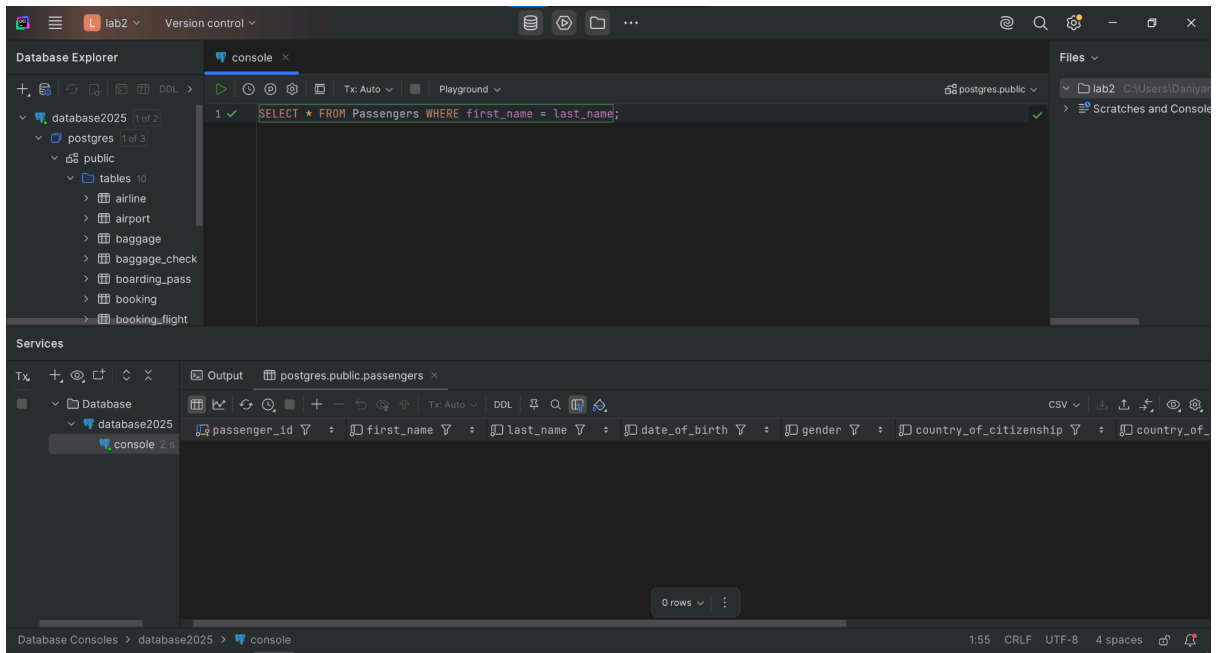 L lab2 Version control
Database Explorer
console
Files
DDL
Tx: Auto
Playground
postgres.public
1 SELECT * FROM Passengers WHERE first_name = last_name;
lab2 C:\Users\Daniyar
Scratches and Console
database2025 1 of 2
postgres 1 of 3
public
tables 10
airline
airport
baggage
baggage_check
boarding_pass
booking
booking_flight
Services
Tx
Output
postgres.public.passengers
Database
database2025
console 2 s
Tx: Auto
DDL
CSV
passenger_id first_name last_name date_of_birth gender country_of_citizenship country_of_
0 rows
Database Consoles > database2025 > console
1:55 CRLF UTF-8 4 spaces